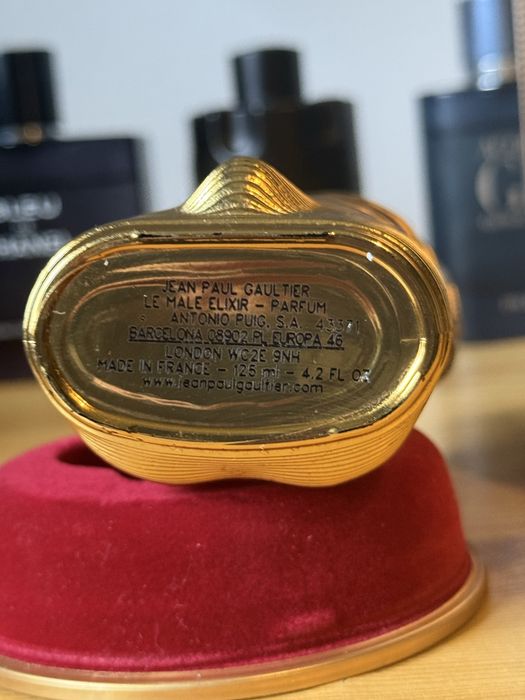 JEAN PAUL GAULTIER
LE MALE ELIXIR - PARFUM
ANTONIO PUIG, S.A. 43371
BARCELONA 08902 PL EUROPA 46
LONDON WC2E 9NH
MADE IN FRANCE - 125 ml - 4.2 FL OZ
www.jeanpaulgaultier.com